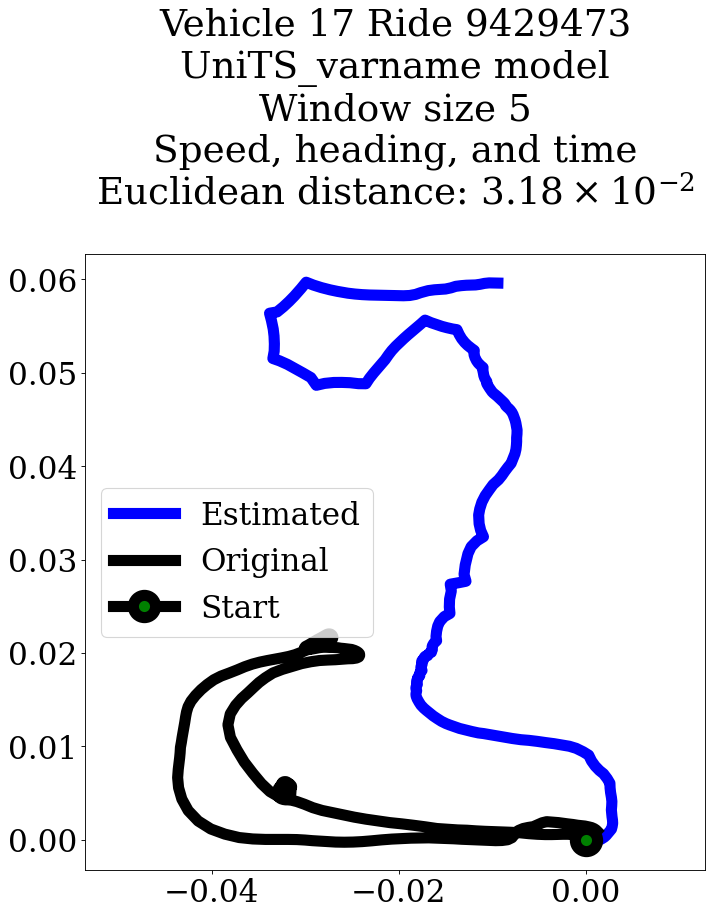 Vehicle 17 Ride 9429473
UniTS_varname model
Window size 5
Speed, heading, and time
Euclidean distance: 3.18 × 10⁻²
0.06
0.05
0.04
Estimated
0.03
Original
Start
0.02
0.01
0.00
−0.04
−0.02
0.00